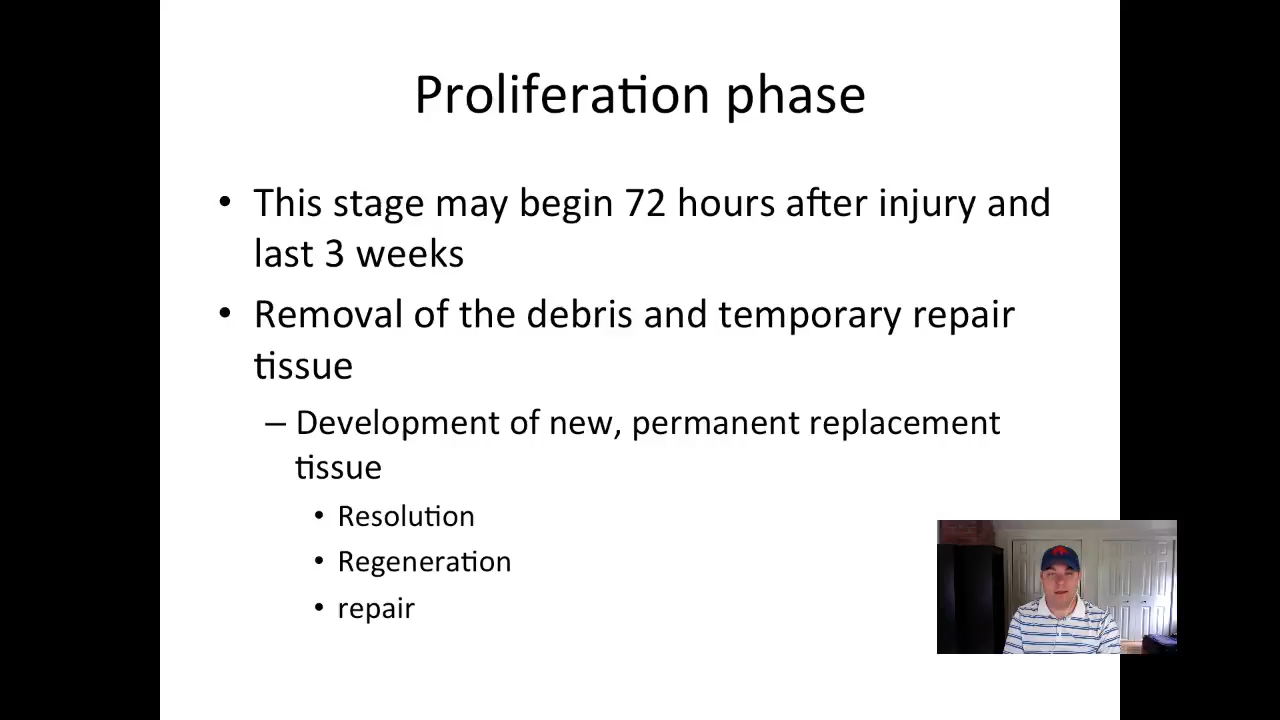 Proliferation phase
• This stage may begin 72 hours after injury and
last 3 weeks
• Removal of the debris and temporary repair
tissue
– Development of new, permanent replacement
tissue
• Resolution
• Regeneration
• repair